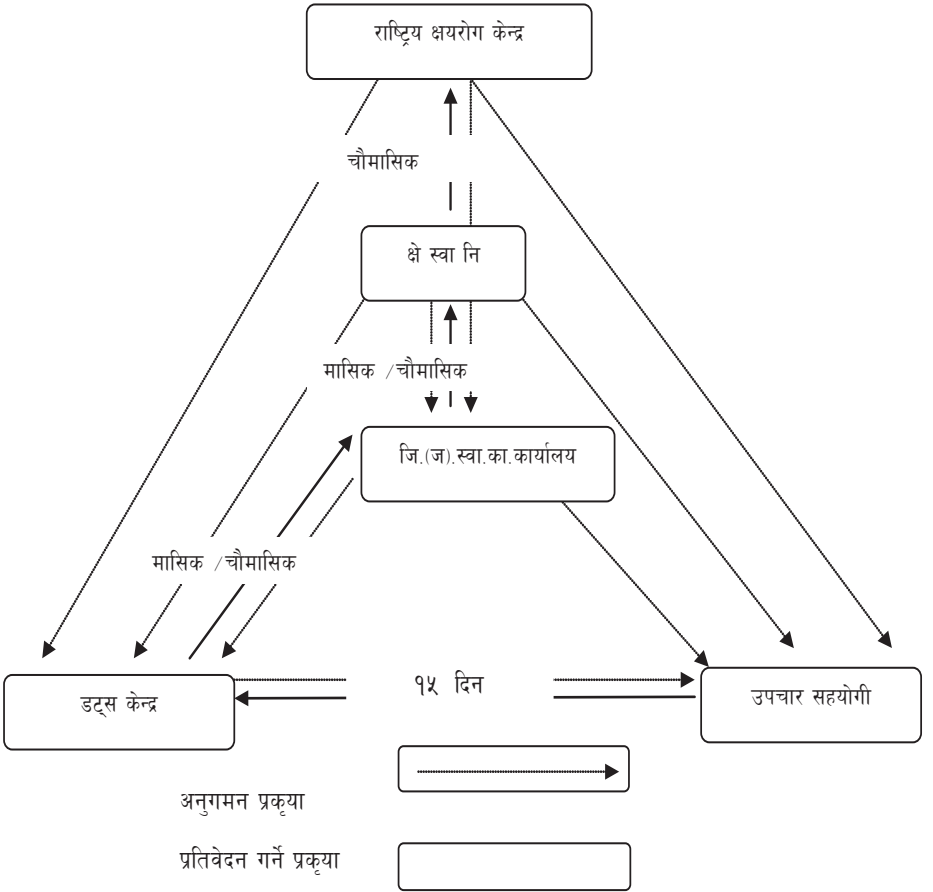 राष्ट्रिय क्षयरोग केन्द्र
चौमासिक
क्षे स्वा नि
मासिक /चौमासिक
जि.(ज).स्वा.का.कार्यालय
मासिक /चौमासिक
डट्स केन्द्र
१५ दिन
उपचार सहयोगी
अनुगमन प्रकृया
प्रतिवेदन गर्ने प्रकृया